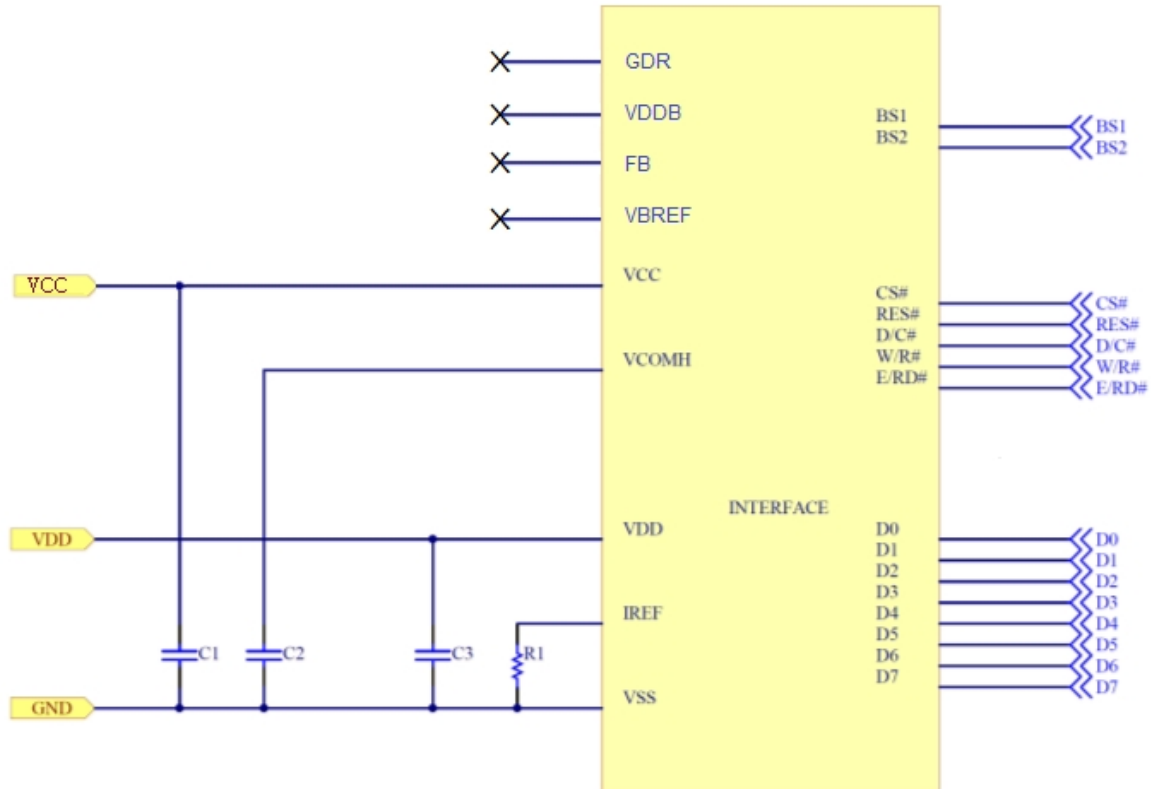 GDR
VDDB
FB
VBREF
BS1 BS1
BS2 BS2
VCC VCC
CS# CS#
RES# RES#
D/C# D/C#
W/R# W/R#
E/RD# E/RD#
VCOMH
INTERFACE
VDD VDD
D0 D0
D1 D1
D2 D2
D3 D3
D4 D4
D5 D5
D6 D6
D7 D7
IREF
C1 C2 C3 R1
GND VSS